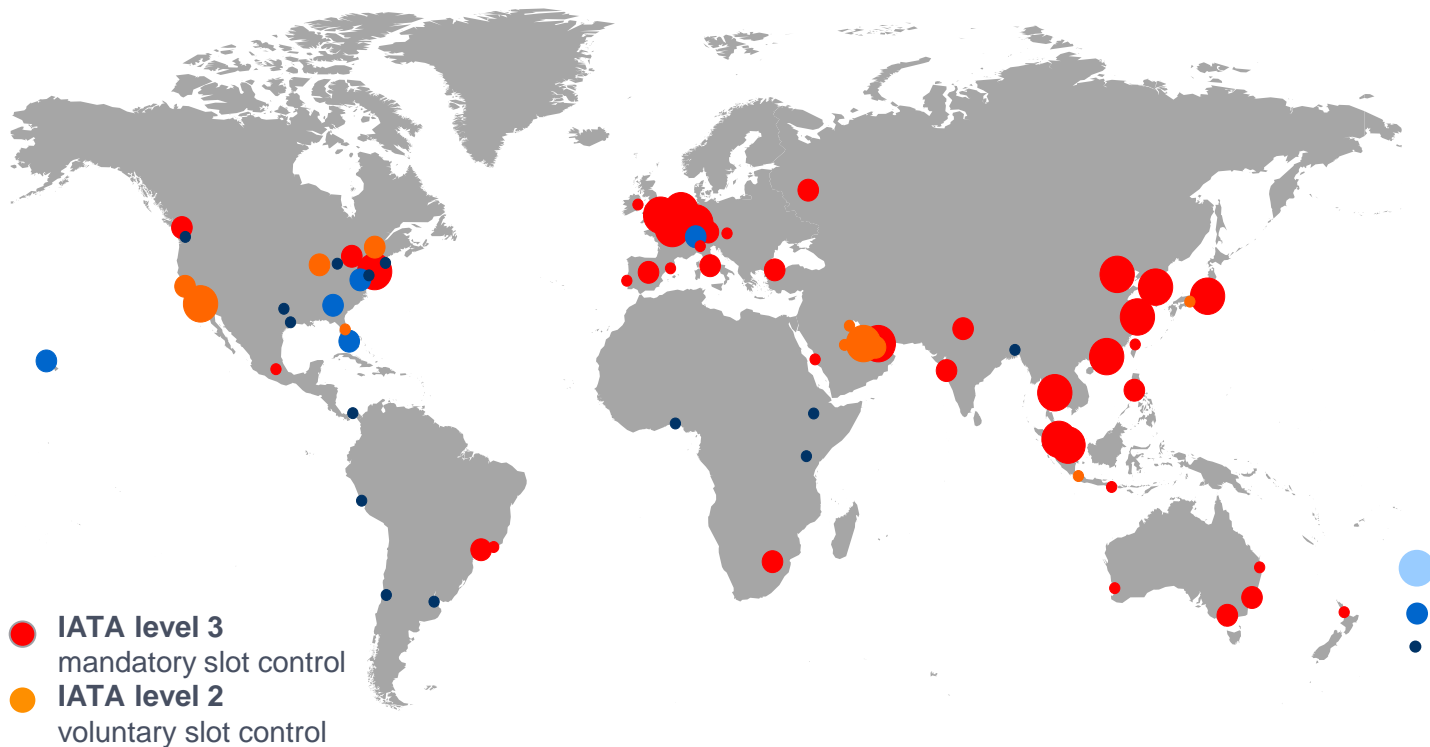 IATA level 3
mandatory slot control
IATA level 2
voluntary slot control